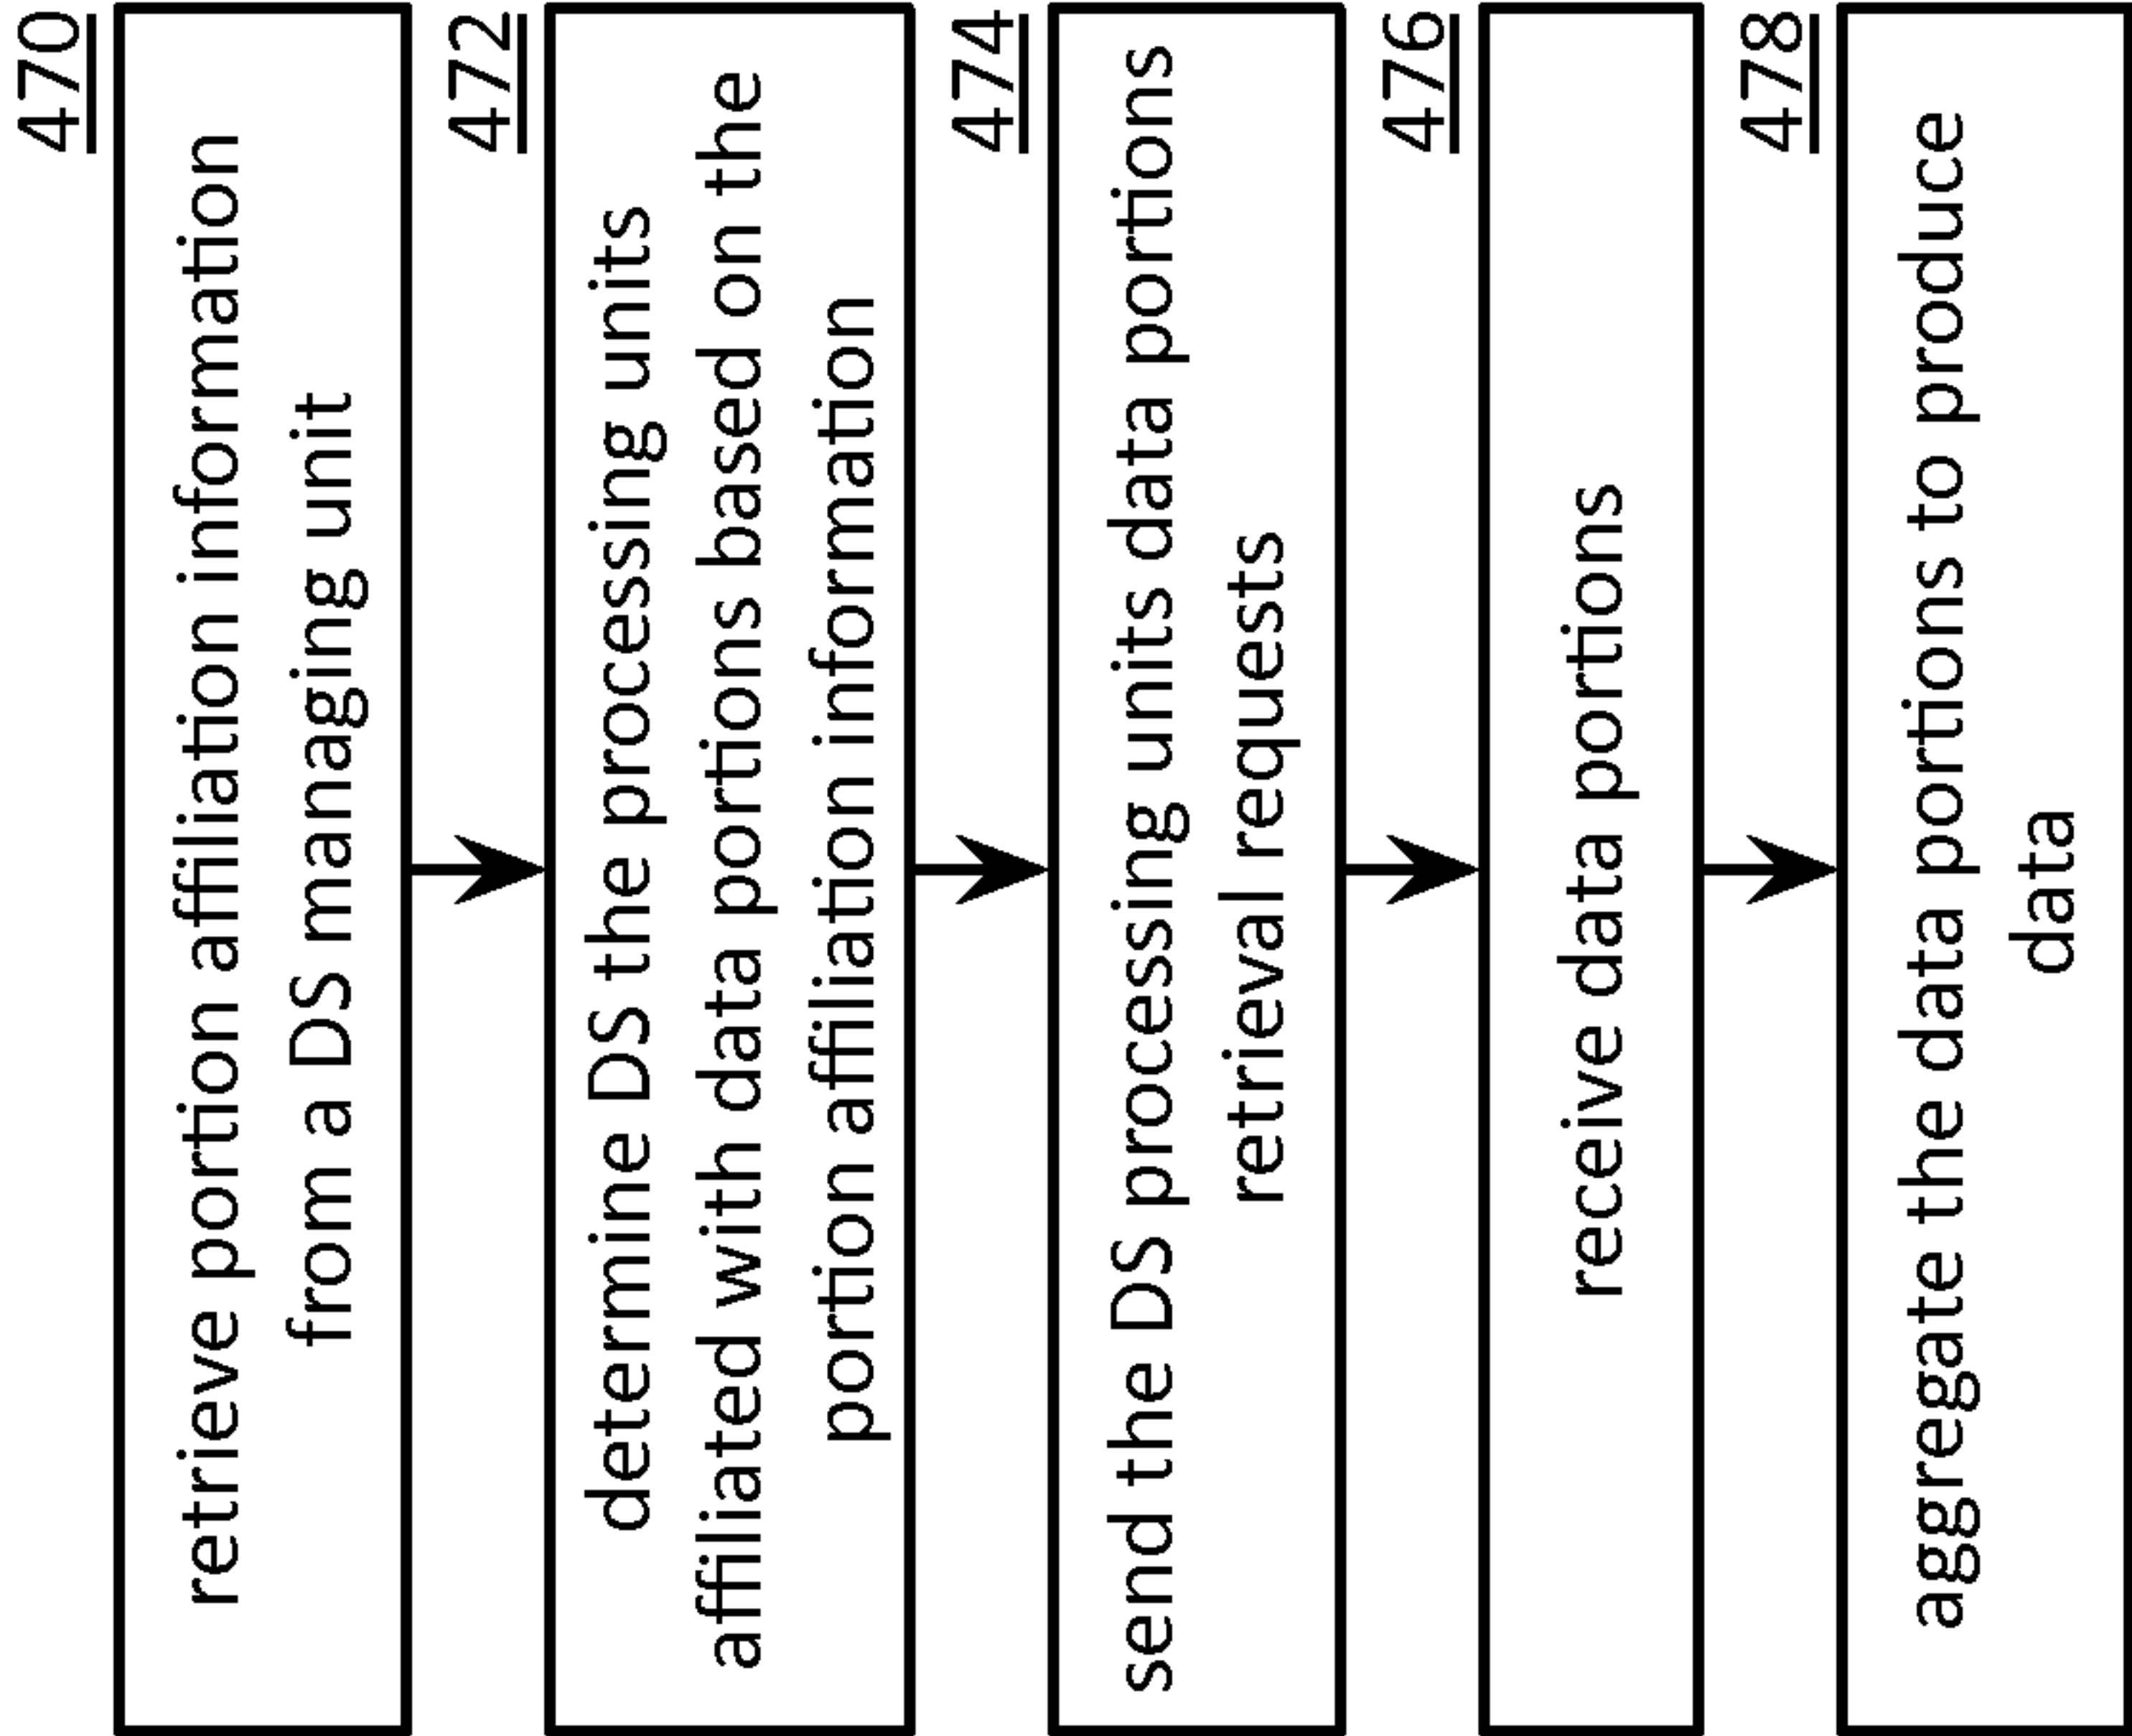 470
retrieve portion affiliation information
from a DS managing unit
472
determine DS the processing units
affiliated with data portions based on the
portion affiliation information
474
send the DS processing units data portions
retrieval requests
476
receive data portions
478
aggregate the data portions to produce
data